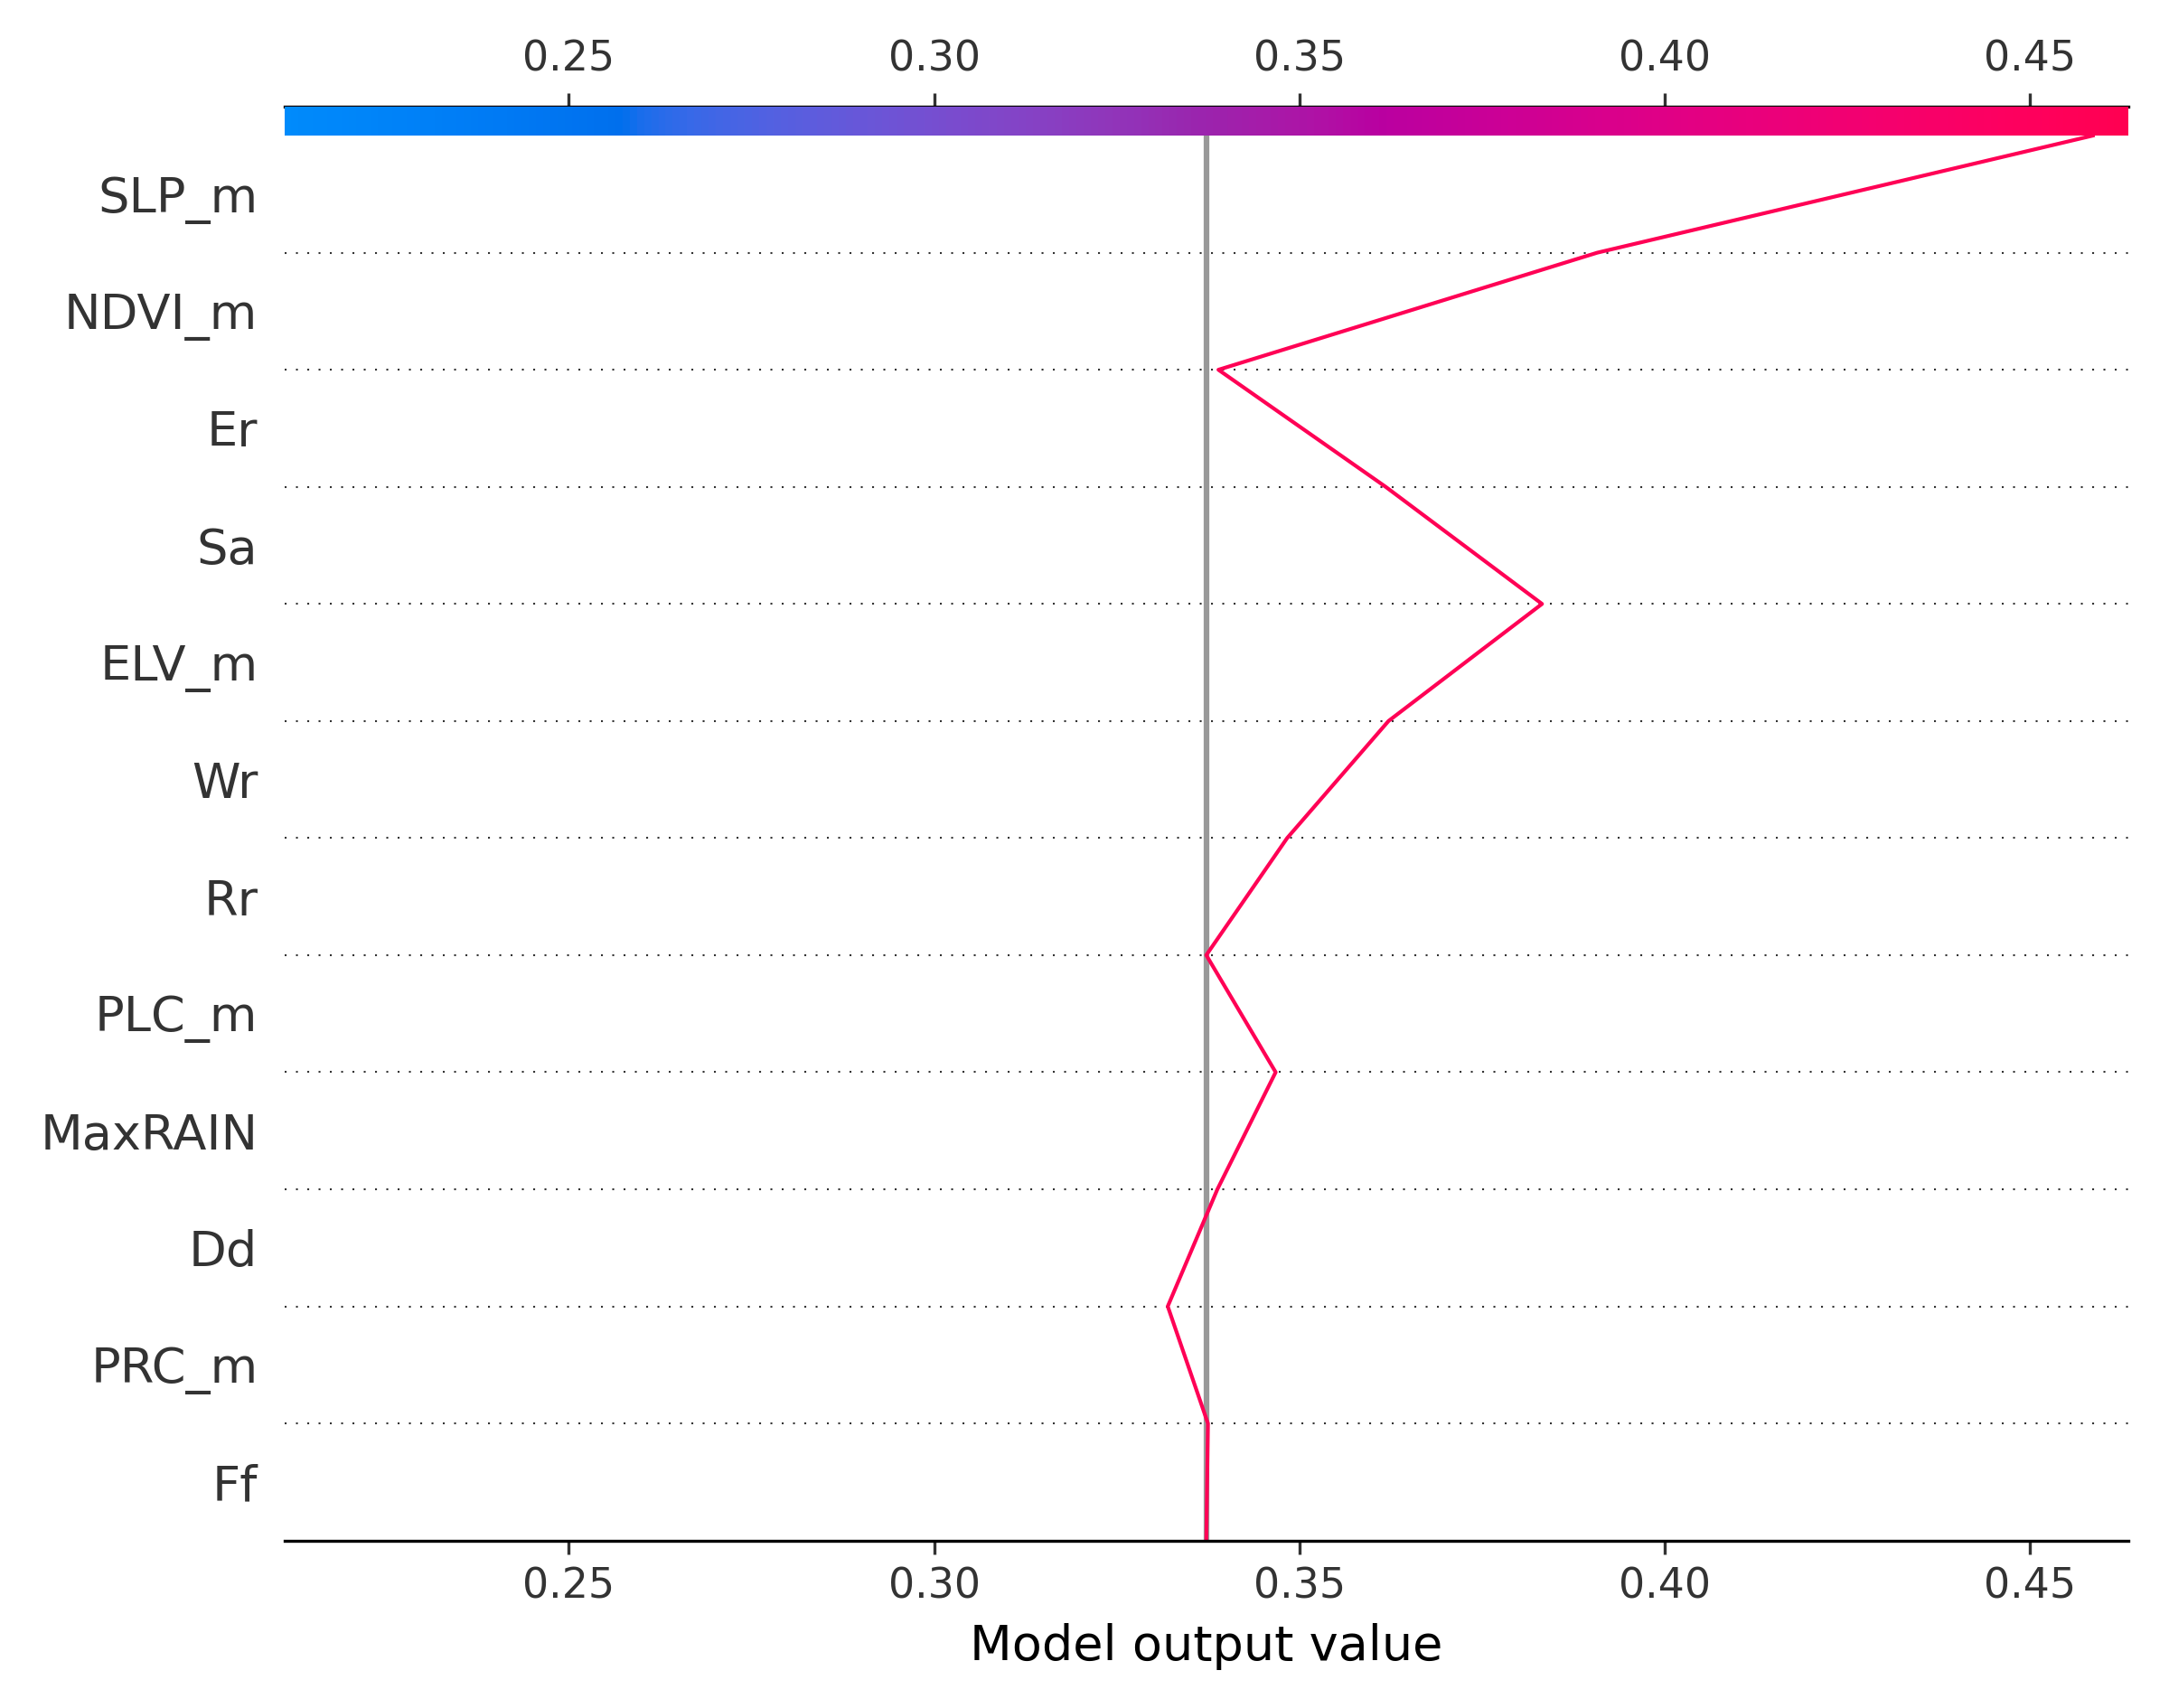 0.25 0.30 0.35 0.40 0.45
SLP_m
NDVI_m
Er
Sa
ELV_m
Wr
Rr
PLC_m
MaxRAIN
Dd
PRC_m
Ff
0.25 0.30 0.35 0.40 0.45
Model output value